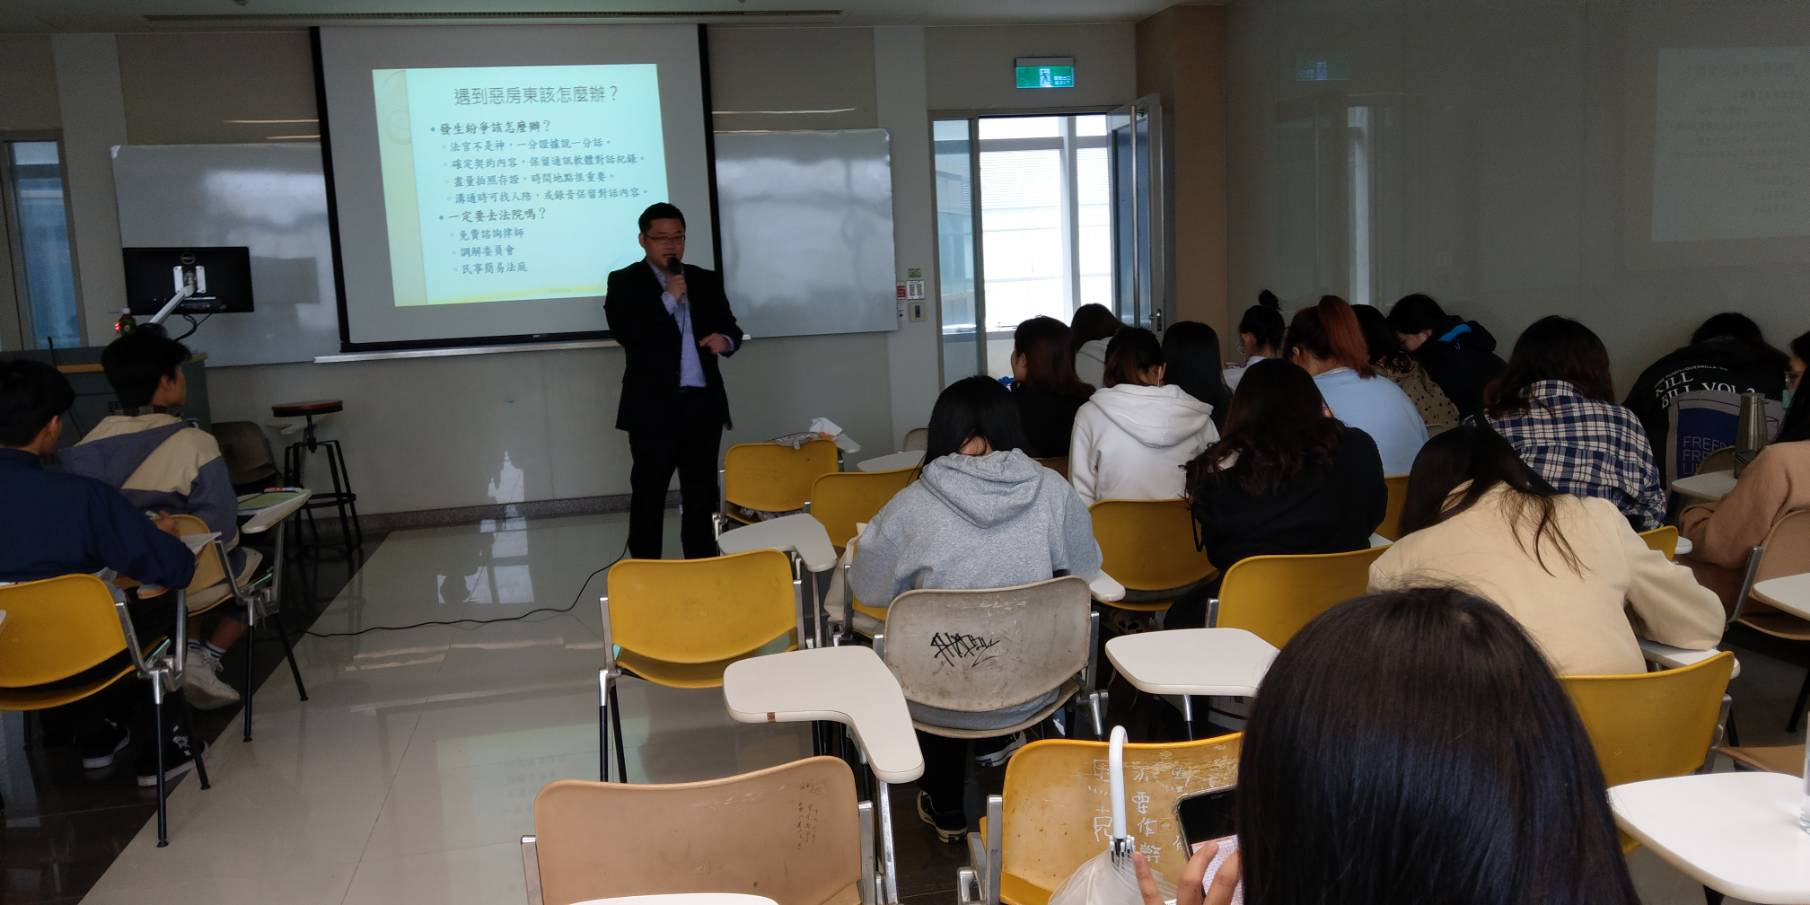 遇到惡房東該怎麼辦？
發生紛爭該怎麼辦？
法官不是神，一分證據說一分話。
確定契約內容，保留通訊軟體對話紀錄。
盡量拍照存證，時間地點很重要。
溝通時可找人陪，或錄音保留對話內容。
一定要去法院嗎？
免費諮詢律師
調解委員會
民事簡易法庭
KILL
BILL VOL